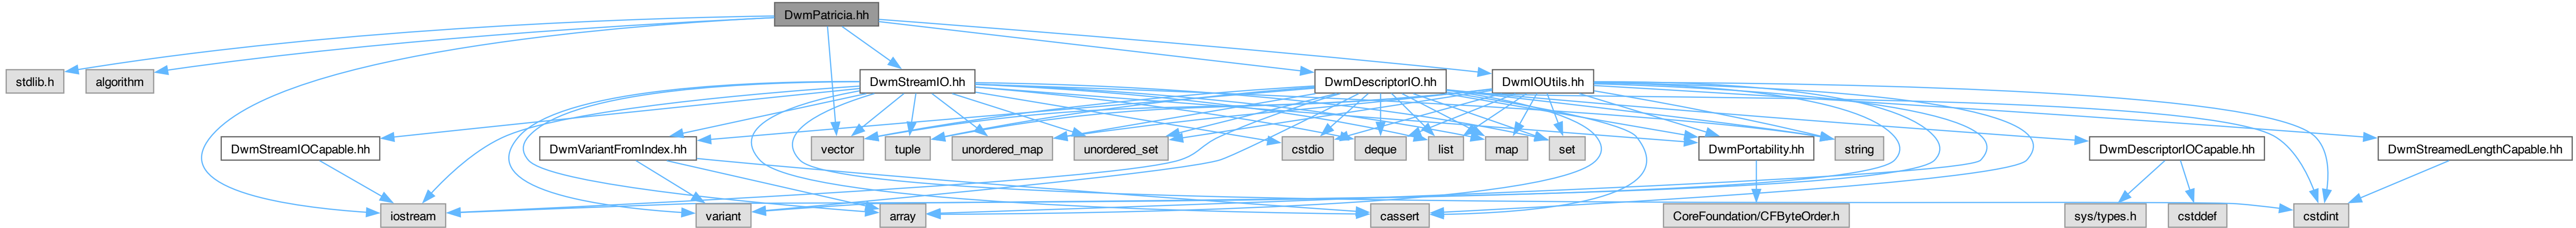 DwmPatricia.hh
stdlib.h
algorithm
DwmStreamIO.hh
DwmDescriptorIO.hh
DwmIOUtils.hh
DwmStreamIOCapable.hh
DwmVariantFromIndex.hh
vector
tuple
unordered_map
unordered_set
cstdio
deque
list
map
set
DwmPortability.hh
string
DwmDescriptorIOCapable.hh
DwmStreamedLengthCapable.hh
iostream
variant
array
cassert
CoreFoundation/CFByteOrder.h
sys/types.h
cstddef
cstdint